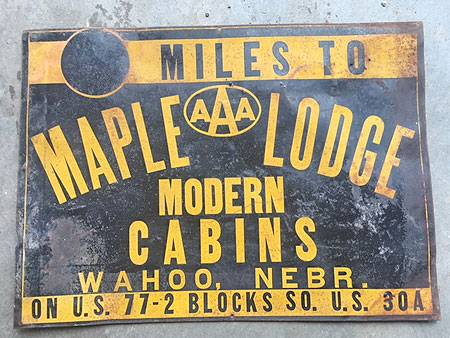 MILES TO
AAA
MAPLE LODGE
MODERN
CABINS
WAHOO, NEBR.
ON U.S. 77-2 BLOCKS SO. U.S. 30A